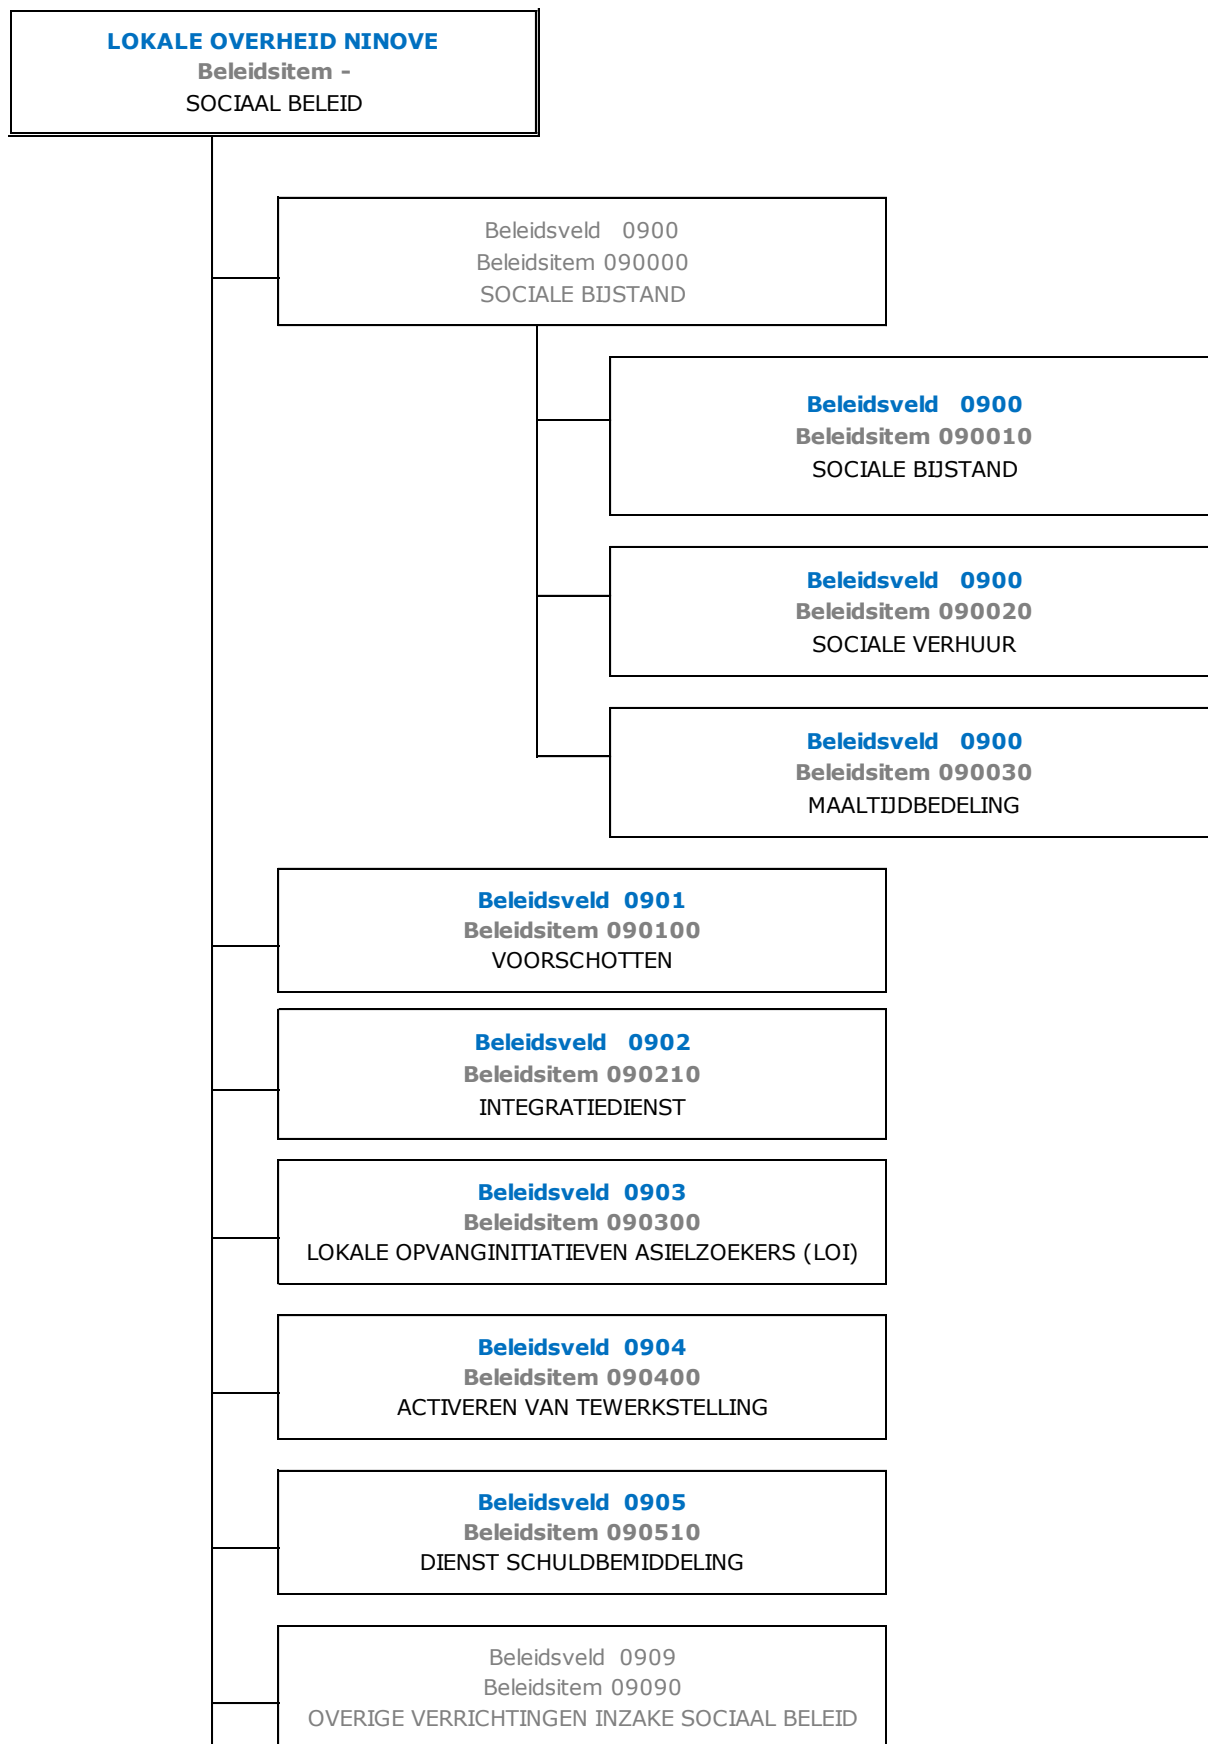 LOKALE OVERHEID NINOVE
Beleidsitem -
SOCIAAL BELEID
Beleidsveld 0900
Beleidsitem 090000
SOCIALE BIJSTAND
Beleidsveld 0900
Beleidsitem 090010
SOCIALE BIJSTAND
Beleidsveld 0900
Beleidsitem 090020
SOCIALE VERHUUR
Beleidsveld 0900
Beleidsitem 090030
MAALTIJDBEDELING
Beleidsveld 0901
Beleidsitem 090100
VOORSCHOTTEN
Beleidsveld 0902
Beleidsitem 090210
INTEGRATIEDIENST
Beleidsveld 0903
Beleidsitem 090300
LOKALE OPVANGINITIATIEVEN ASIELZOEKERS (LOI)
Beleidsveld 0904
Beleidsitem 090400
ACTIVEREN VAN TEWERKSTELLING
Beleidsveld 0905
Beleidsitem 090510
DIENST SCHULDBEMIDDELING
Beleidsveld 0909
Beleidsitem 09090
OVERIGE VERRICHTINGEN INZAKE SOCIAAL BELEID